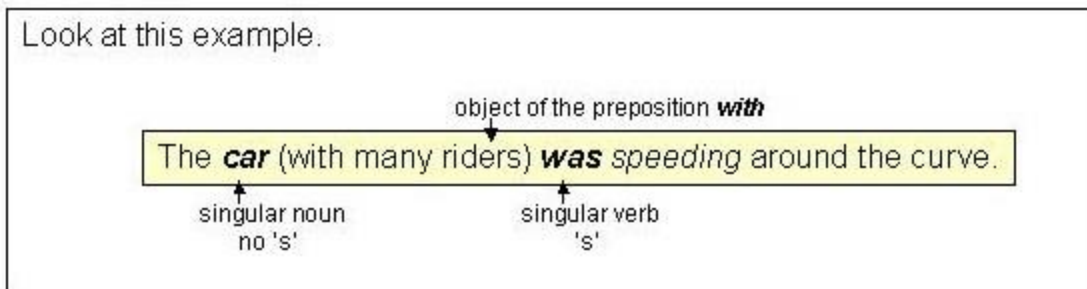 Look at this example.
object of the preposition with
The car (with many riders) was speeding around the curve.
singular noun
no 's'
singular verb
's'